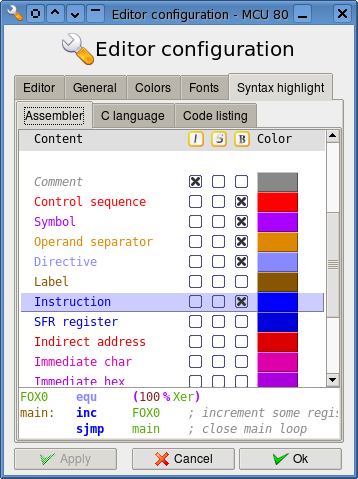 Editor configuration - MCU 80
Editor configuration
Editor General Colors Fonts Syntax highlight
Assembler C language Code listing
Content I S B Color
Comment
Control sequence
Symbol
Operand separator
Directive
Label
Instruction
SFR register
Indirect address
Immediate char
Immediate hex
FOX0 equ (100%Xer)
main: inc FOX0 ; increment some regis
sjmp main ; close main loop
Apply Cancel Ok